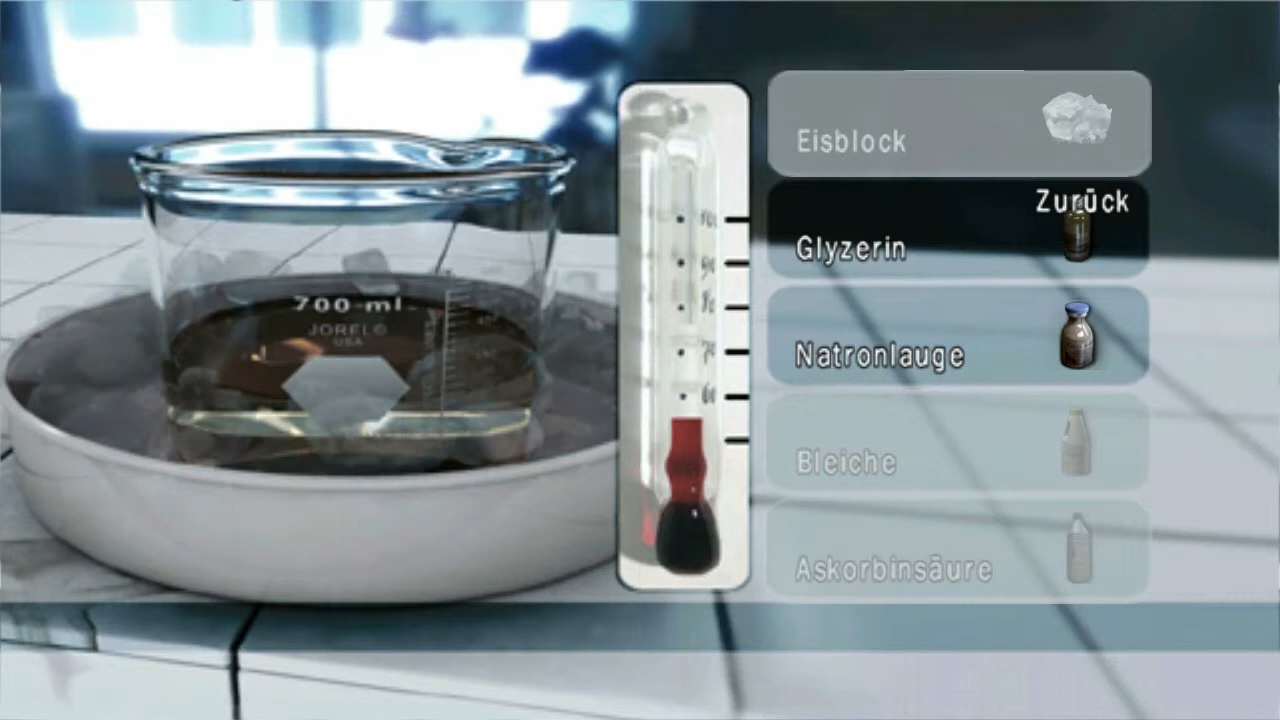 Eisblock
Zurück
Glyzerin
Natronlauge
Bleiche
Askorbinsäure
700 ml
JOREL©
USA